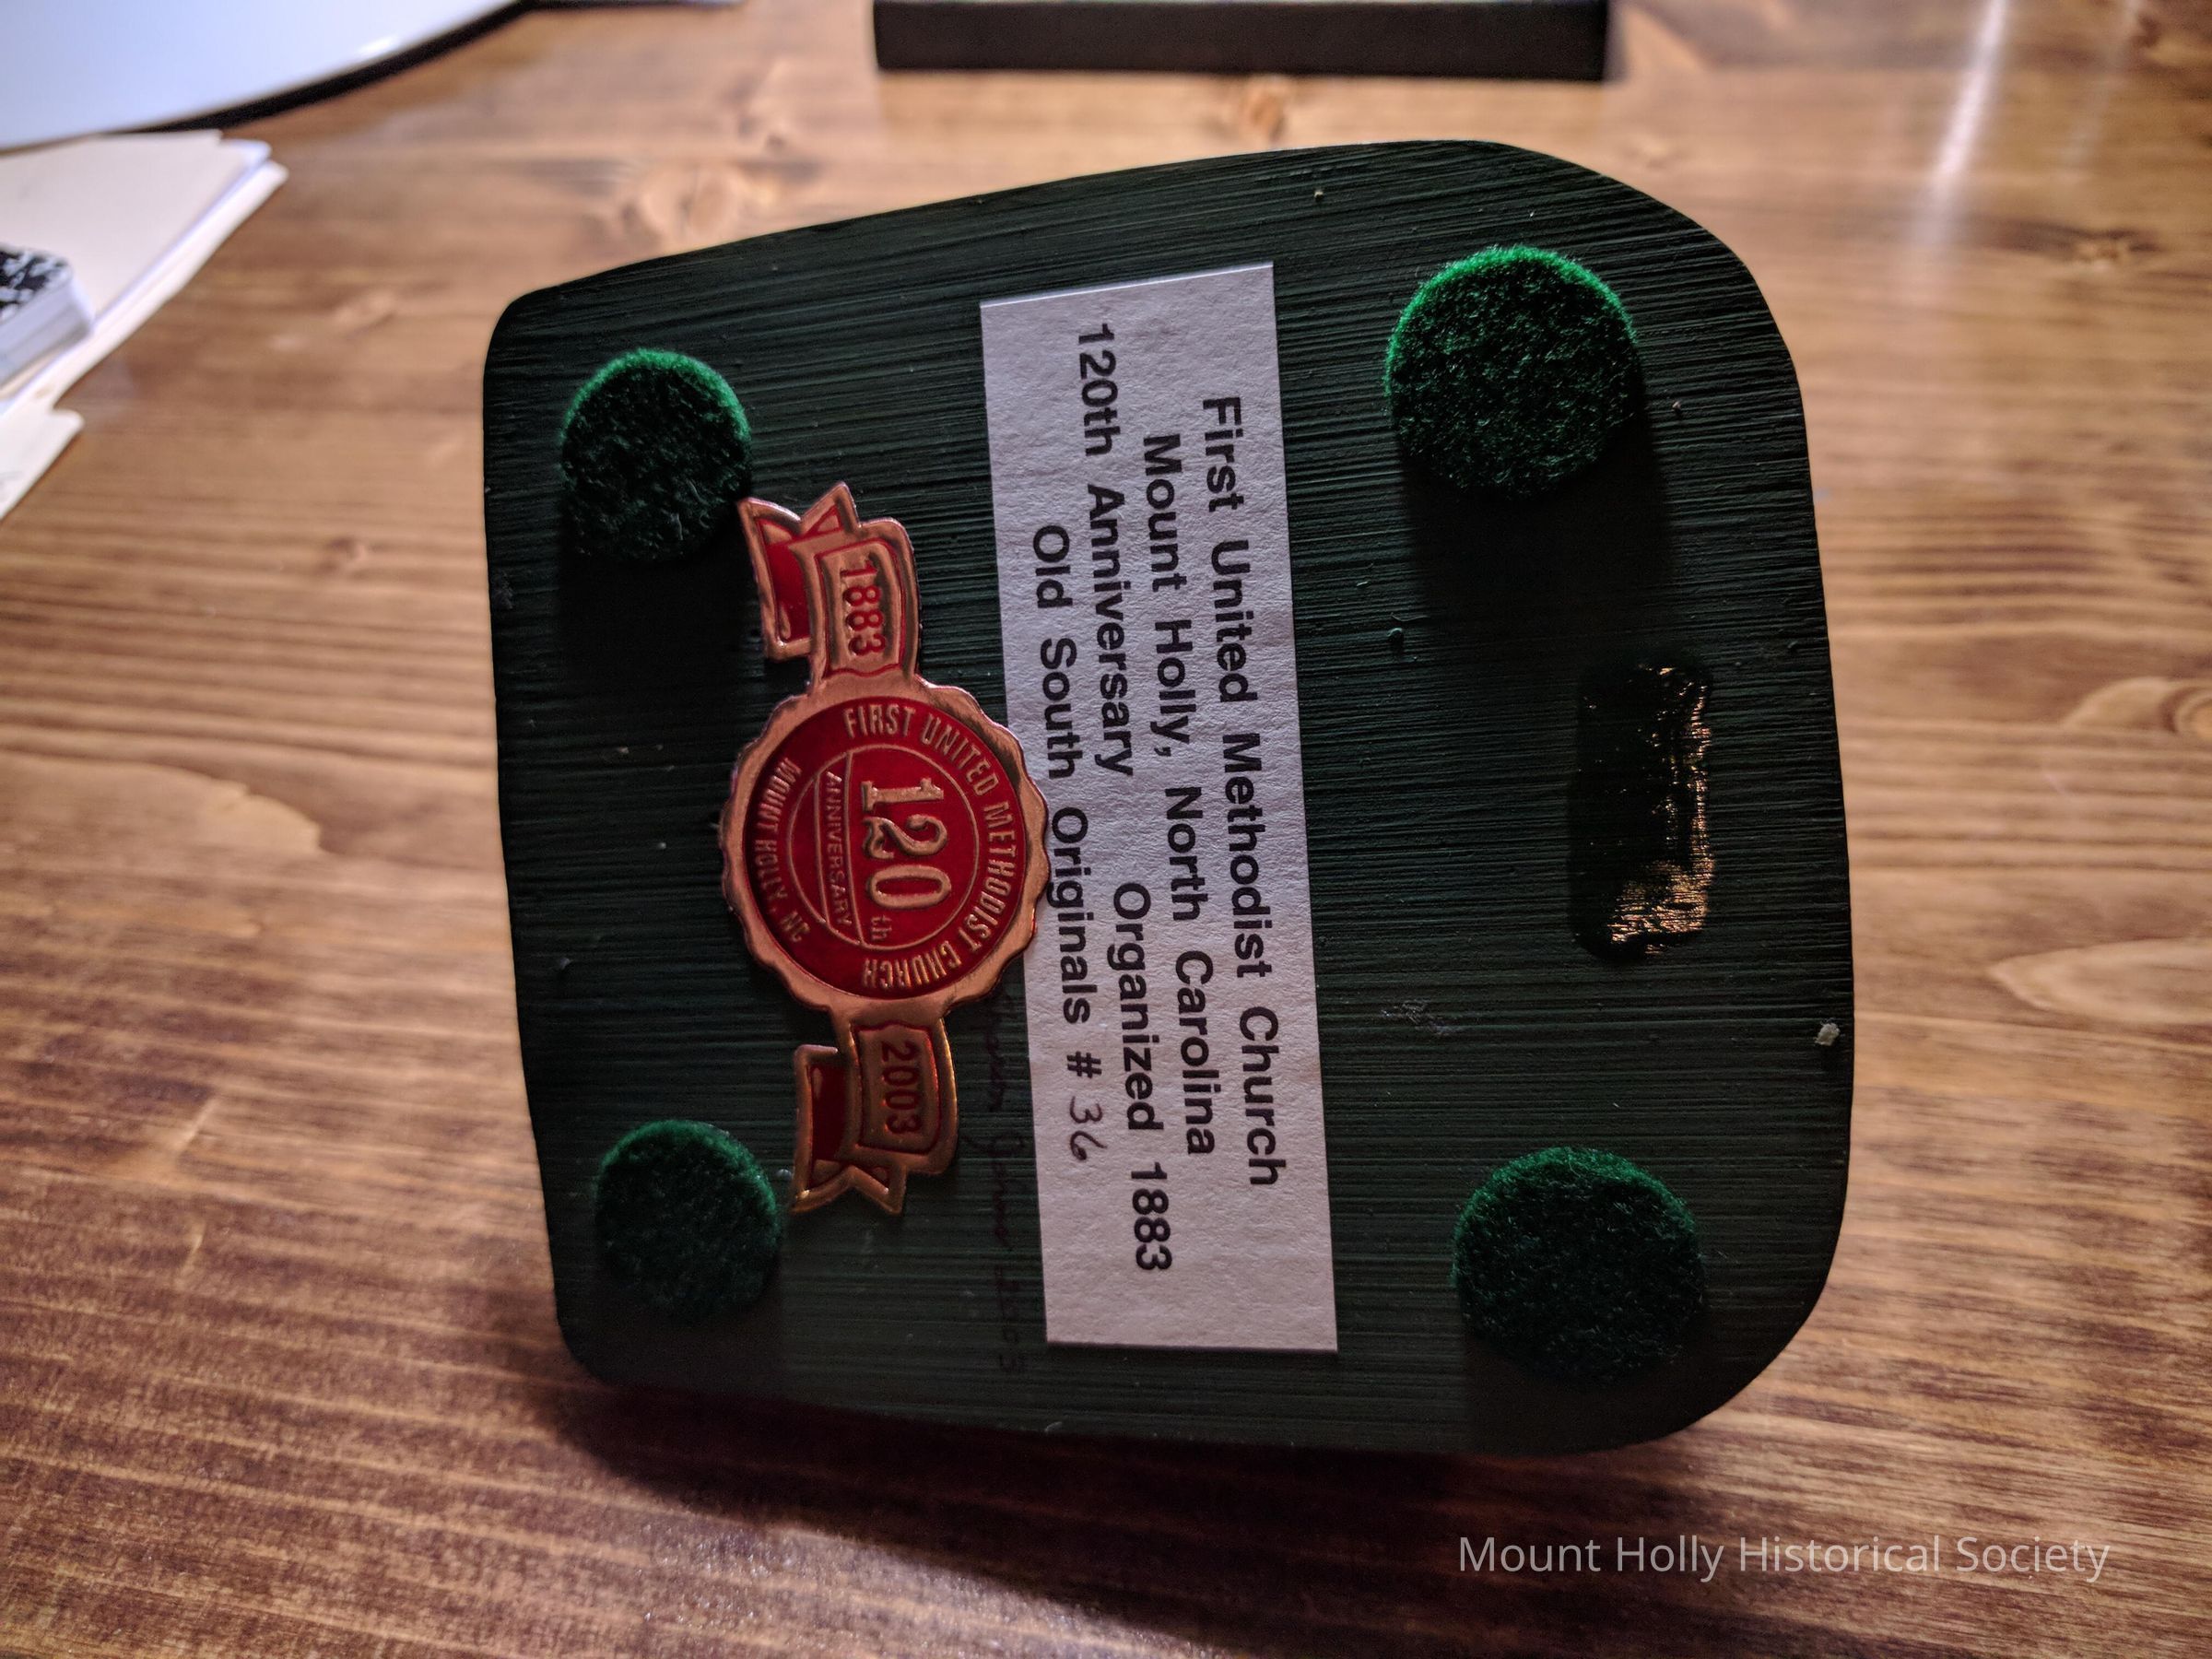 First United Methodist Church
Mount Holly, North Carolina
120th Anniversary Organized 1883
Old South Originals # 36
2003
1883
FIRST UNITED METHODIST CHURCH
120th
ANNIVERSARY
MOUNT HOLLY, NC
2003
Mount Holly Historical Society